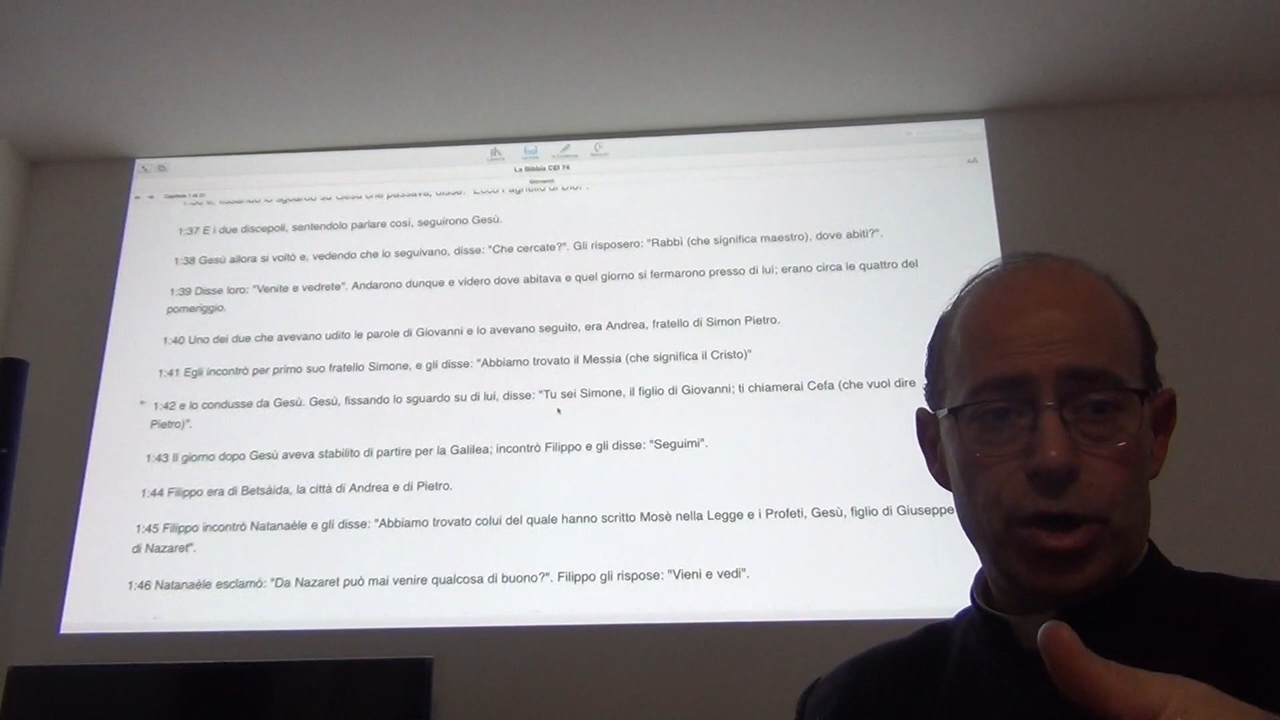 La Bibbia CEI 74
Giovanni
1:37 E i due discepoli, sentendolo parlare così, seguirono Gesù.
1:38 Gesù allora si voltò e, vedendo che lo seguivano, disse: "Che cercate?". Gli risposero: "Rabbì (che significa maestro), dove abiti?".
1:39 Disse loro: "Venite e vedrete". Andarono dunque e videro dove abitava e quel giorno si fermarono presso di lui; erano circa le quattro del
pomeriggio.
1:40 Uno dei due che avevano udito le parole di Giovanni e lo avevano seguito, era Andrea, fratello di Simon Pietro.
1:41 Egli incontrò per primo suo fratello Simone, e gli disse: "Abbiamo trovato il Messia (che significa il Cristo)"
1:42 e lo condusse da Gesù. Gesù, fissando lo sguardo su di lui, disse: "Tu sei Simone, il figlio di Giovanni; ti chiamerai Cefa (che vuol dire
Pietro)".
1:43 Il giorno dopo Gesù aveva stabilito di partire per la Galilea; incontrò Filippo e gli disse: "Seguimi".
1:44 Filippo era di Betsàida, la città di Andrea e di Pietro.
1:45 Filippo incontrò Natanaèle e gli disse: "Abbiamo trovato colui del quale hanno scritto Mosè nella Legge e i Profeti, Gesù, figlio di Giuseppe
di Nazaret".
1:46 Natanaèle esclamò: "Da Nazaret può mai venire qualcosa di buono?". Filippo gli rispose: "Vieni e vedi".